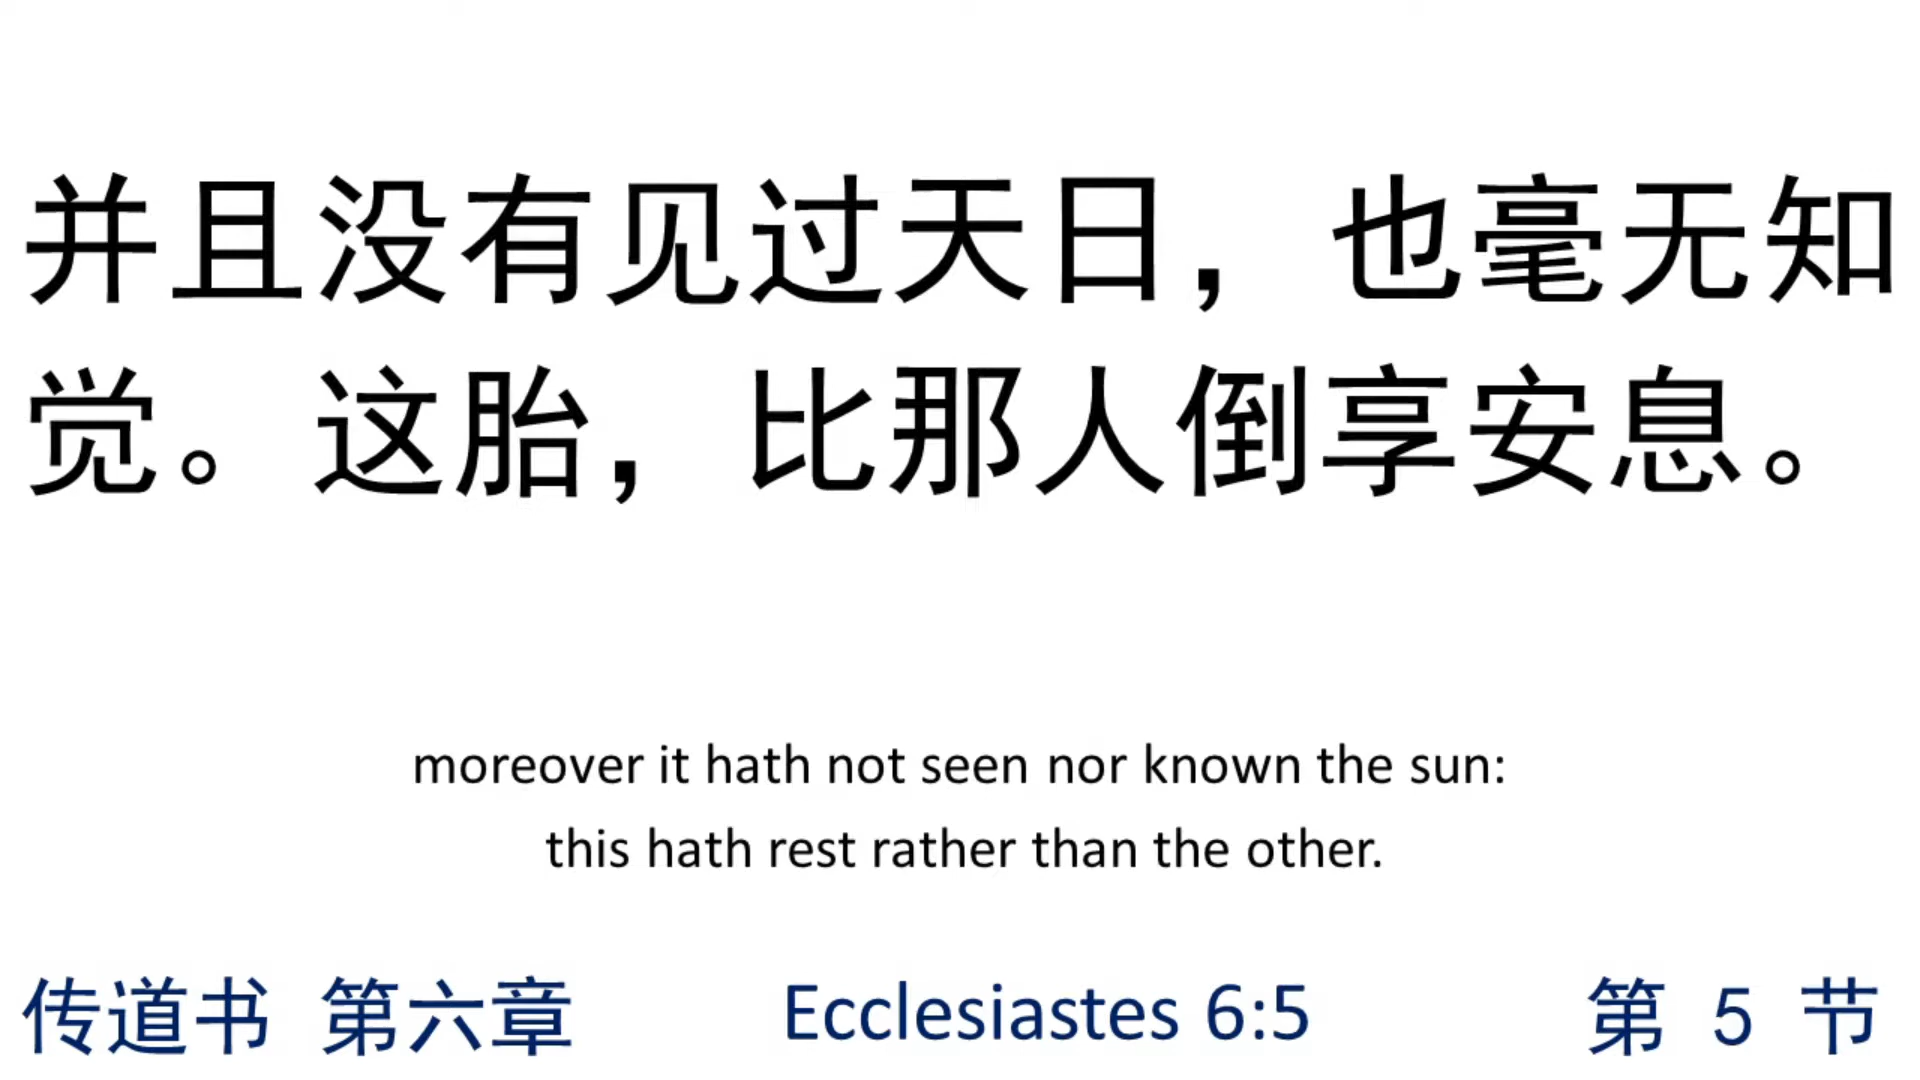 并且没有见过天日，也毫无知
觉。这胎，比那人倒享安息。
moreover it hath not seen nor known the sun:
this hath rest rather than the other.
传道书 第六章 Ecclesiastes 6:5 第 5 节